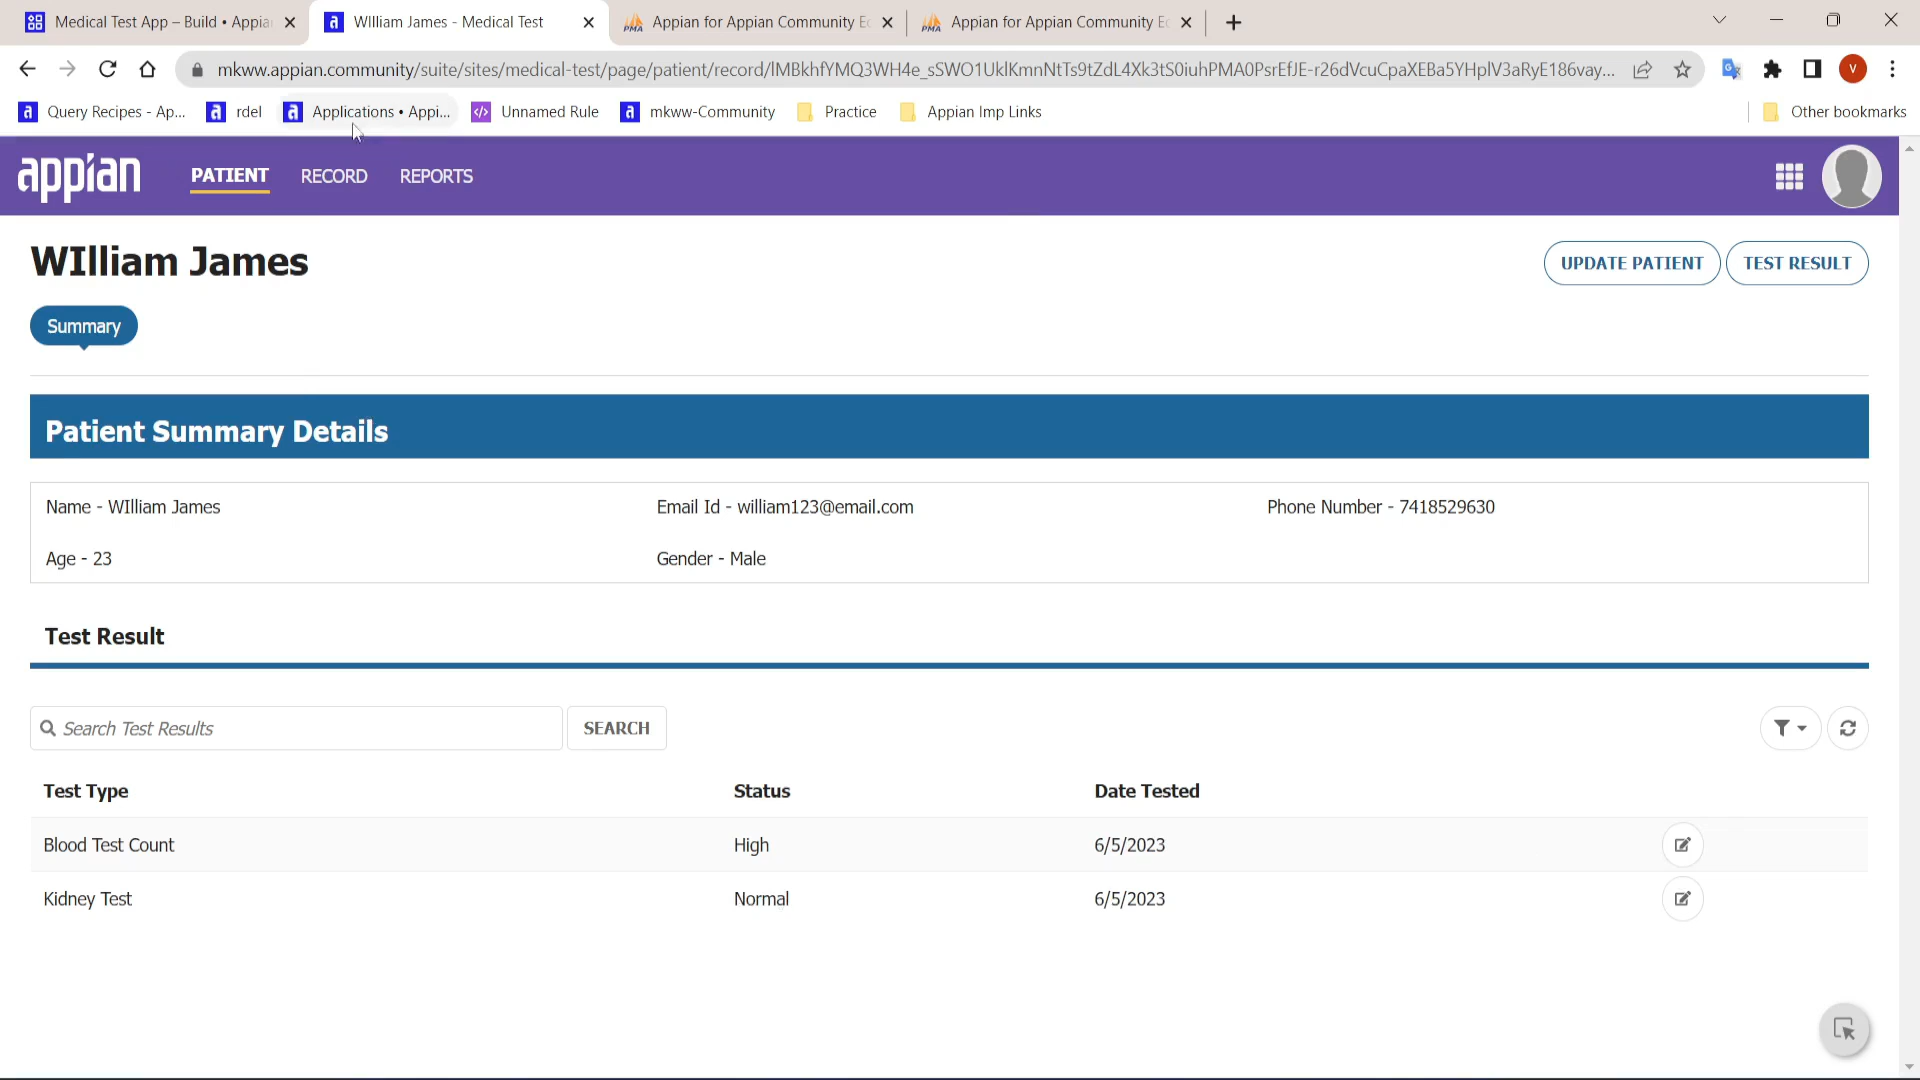 Medical Test App – Build • Appia
WIlliam James - Medical Test
Appian for Appian Community Ec
Appian for Appian Community Ec
mkww.appian.community/suite/sites/medical-test/page/patient/record/lMBkhfYMQ3WH4e_sSWO1UklKmnNtTs9tZdL4Xk3tS0iuhPMA0PsrEfJE-r26dVcuCpaXEBa5YHplV3aRyE186vay...
V
Query Recipes - Ap...
rdel
Applications • Appi...
Unnamed Rule
mkww-Community
Practice
Appian Imp Links
Other bookmarks
appian
PATIENT
RECORD
REPORTS
WIlliam James
UPDATE PATIENT
TEST RESULT
Summary
Patient Summary Details
Name - WIlliam James
Email Id - william123@email.com
Phone Number - 7418529630
Age - 23
Gender - Male
Test Result
Search Test Results
SEARCH
Test Type
Status
Date Tested
Blood Test Count
High
6/5/2023
Kidney Test
Normal
6/5/2023